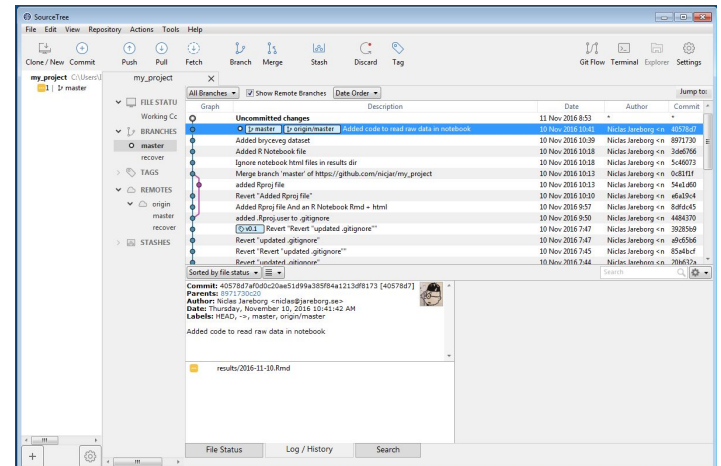 SourceTree
File Edit View Repository Actions Tools Help
Clone / New Commit Push Pull Fetch Branch Merge Stash Discard Tag Git Flow Terminal Explorer Settings
my_project C:\Users\ my_project
1 master
All Branches Show Remote Branches Date Order Jump to:
Graph Description Date Author Commit
FILE STATU
Working Cc
BRANCHES
master
recover
TAGS
REMOTES
origin
master
recover
STASHES
Uncommitted changes 11 Nov 2016 8:53 * *
master origin/master Added code to read raw data in notebook 10 Nov 2016 10:41 Niclas Jareborg <n 40578d7
Added bryceveg dataset 10 Nov 2016 10:39 Niclas Jareborg <n 8971730
Added R Notebook file 10 Nov 2016 10:18 Niclas Jareborg <n 3de6766
Ignore notebook html files in results dir 10 Nov 2016 10:18 Niclas Jareborg <n 5c46073
Merge branch 'master' of https://github.com/nicjar/my_project 10 Nov 2016 10:13 Niclas Jareborg <n 0c81f1f
added Rproj file 10 Nov 2016 10:13 Niclas Jareborg <n 54e1d60
Revert "Added Rproj file" 10 Nov 2016 10:10 Niclas Jareborg <n e6a19c4
Added Rproj file And an R Notebook Rmd + html 10 Nov 2016 9:57 Niclas Jareborg <n 8dfdc45
added .Rproj.user to .gitignore 10 Nov 2016 9:50 Niclas Jareborg <n 4484370
v0.1 Revert "Revert "updated .gitignore"" 10 Nov 2016 7:47 Niclas Jareborg <n 39285b9
Revert "updated .gitignore" 10 Nov 2016 7:47 Niclas Jareborg <n a9c65b6
Revert "Revert "updated .gitignore"" 10 Nov 2016 7:45 Niclas Jareborg <n 85a4bcf
Revert "updated .gitignore" 10 Nov 2016 7:44 Niclas Jareborg <n 20b632a
Sorted by file status Search
Commit: 40578d7af0d0c20ae51d99a385f84a1213df8173 [40578d7]
Parents: 8971730c20
Author: Niclas Jareborg <niclas@jareborg.se>
Date: Thursday, November 10, 2016 10:41:42 AM
Labels: HEAD, ->, master, origin/master
Added code to read raw data in notebook
results/2016-11-10.Rmd
File Status Log / History Search